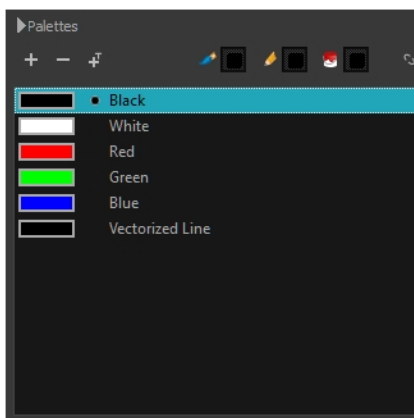 Palettes
Black
White
Red
Green
Blue
Vectorized Line